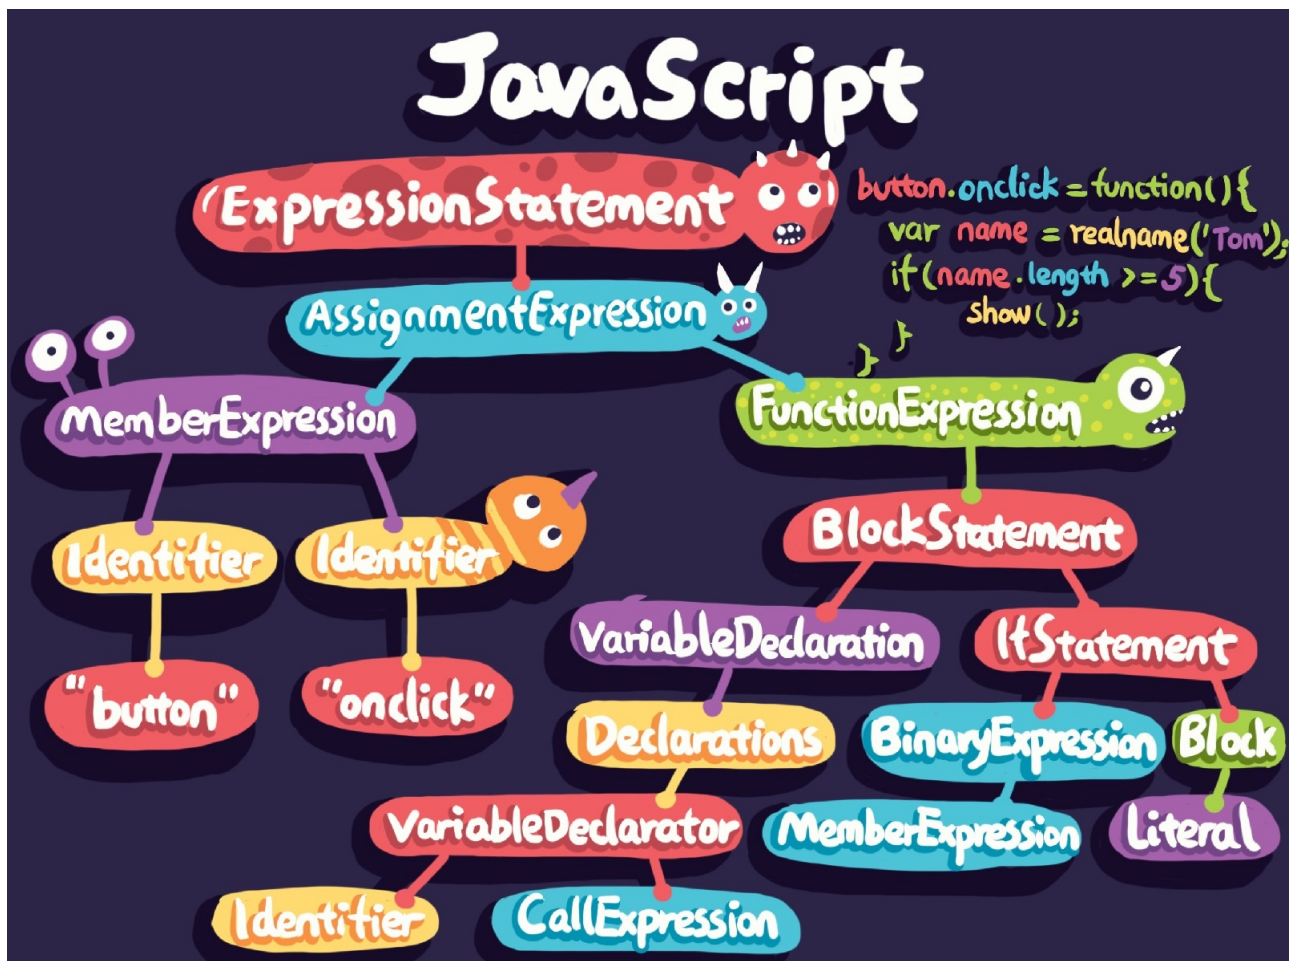 JavaScript
'ExpressionStatement
button.onclick = function(){
var name = realname('Tom');
if(name.length >= 5){
show();
}
}
AssignmentExpression
MemberExpression
FunctionExpression
Identifier
Identifier
BlockStatement
"button"
"onclick"
VariableDeclaration
IfStatement
Declarations
BinaryExpression
Block
VariableDeclarator
MemberExpression
Literal
Identifier
CallExpression